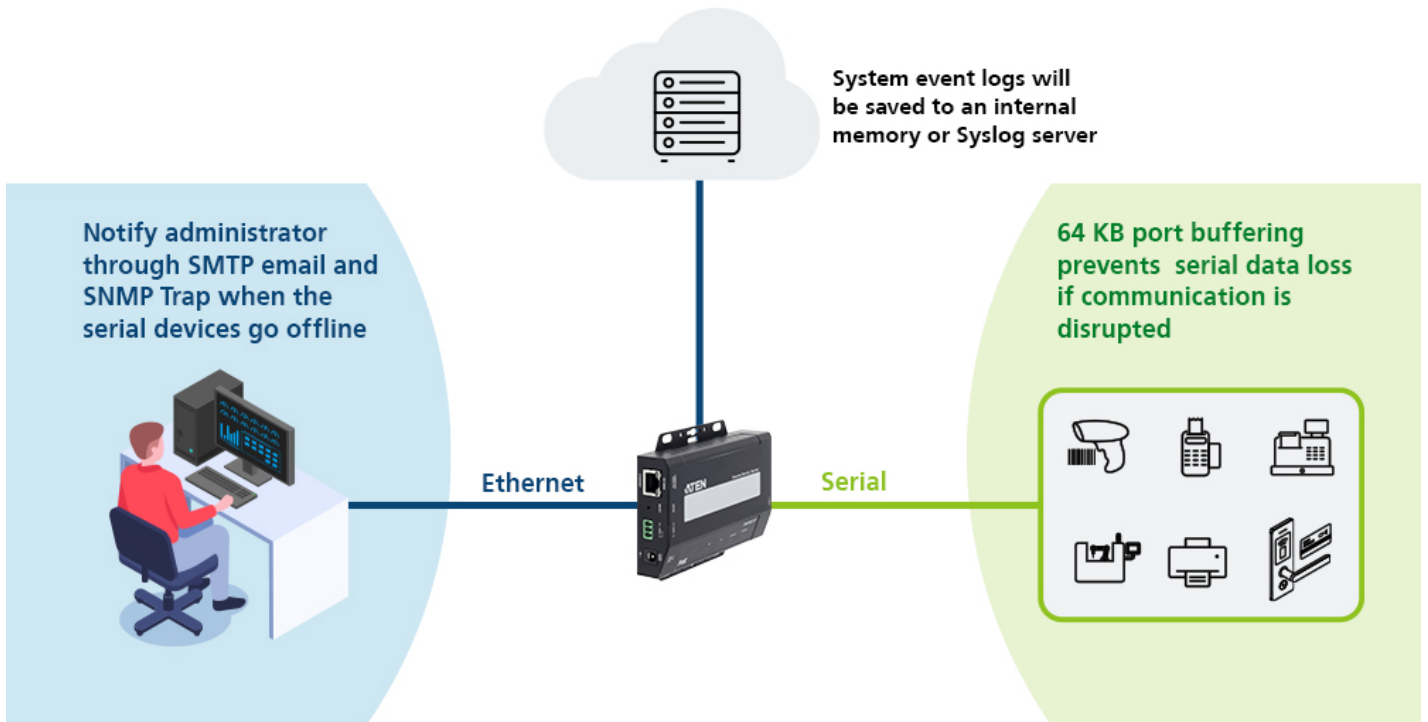 System event logs will
be saved to an internal
memory or Syslog server
Notify administrator
through SMTP email and
SNMP Trap when the
serial devices go offline
64 KB port buffering
prevents serial data loss
if communication is
disrupted
Ethernet
ATEN
Serial